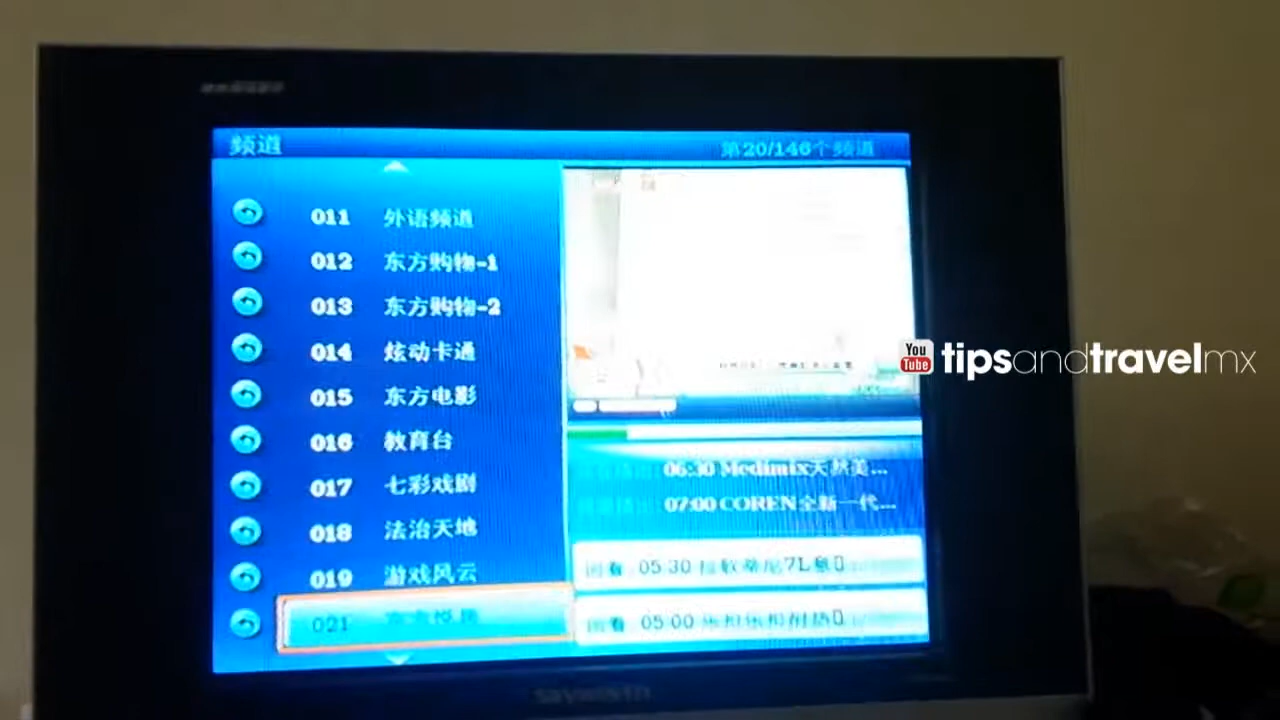 频道
第20/146个频道
011 外语频道
012 东方购物-1
013 东方购物-2
014 炫动卡通
015 东方电影
016 教育台
017 七彩戏剧
018 法治天地
019 游戏风云
021
06:30 Medimix天然美...
07:00 COREN全新一代...
回看 05:30
回看 05:00
You Tube tipsandtravelmx
Skyworth